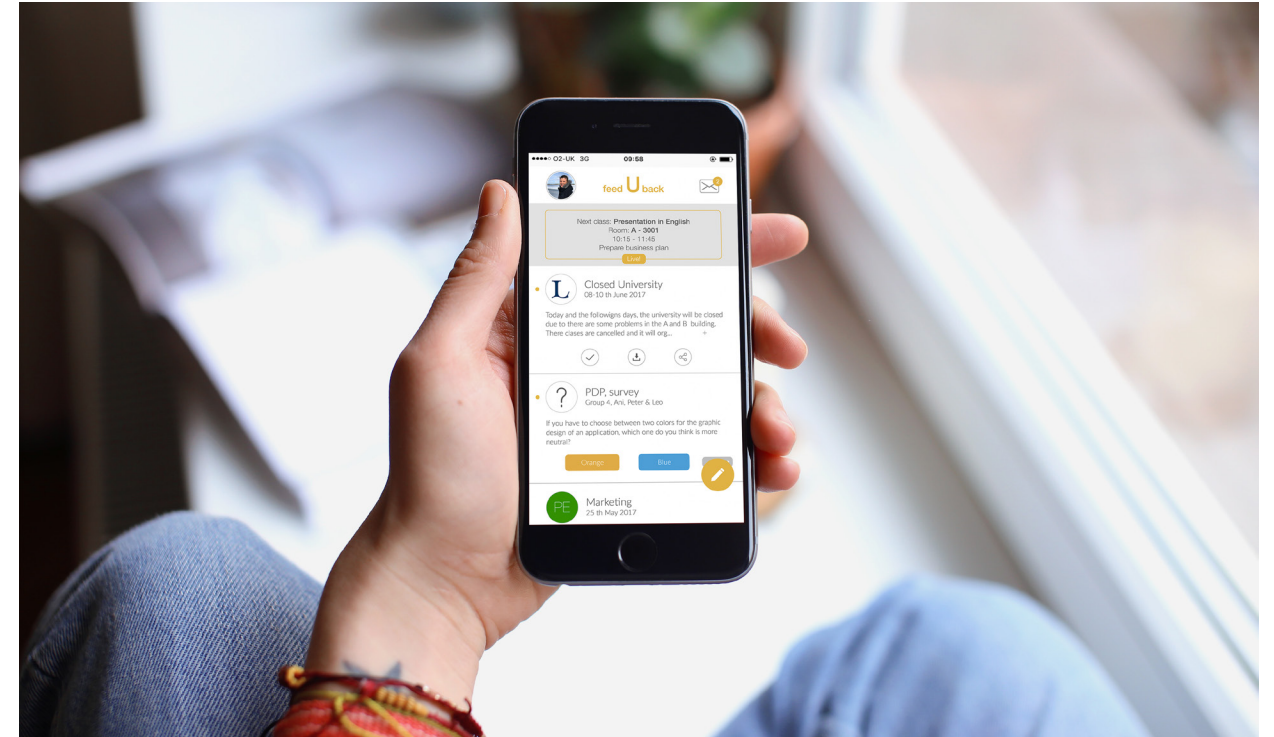 O2-UK 3G 09:58
feed U back
Next class: Presentation in English
Room: A - 3001
10:15 - 11:45
Prepare business plan
Live!
L Closed University
08-10 th June 2017
Today and the followigns days, the university will be closed
due to there are some problems in the A and B building.
There clases are cancelled and it will org... +
? PDP, survey
Group 4, Ani, Peter & Leo
If you have to choose between two colors for the graphic
design of an application, which one do you think is more
neutral?
Orange Blue
PE Marketing
25 th May 2017